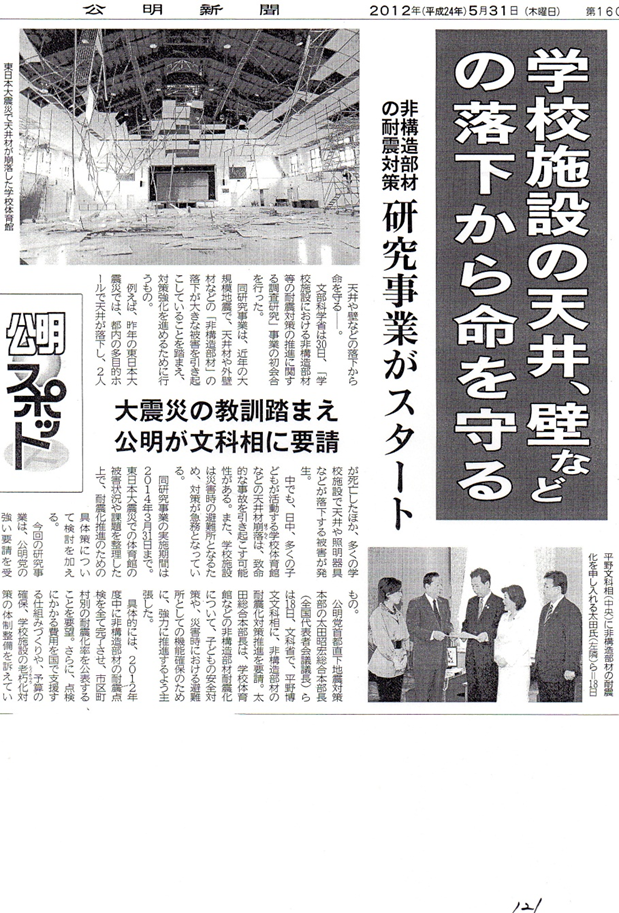 公明新聞
2012年(平成24年)5月31日(木曜日)
第160
学校施設の天井、壁など
の落下から命を守る
非構造部材
の耐震対策
研究事業がスタート
東日本大震災で天井材が崩落した学校体育館
天井や壁などの落下から
命を守る――。
文部科学省は30日、「学
校施設における非構造部材
等の耐震対策の推進に関す
る調査研究」事業の初会合
を行った。
同研究事業は、近年の大
規模地震で、天井材や外壁
材などの「非構造部材」の
落下が大きな被害を引き起
こしていることを踏まえ、
対策強化を進めるために行
うもの。
例えば、昨年の東日本大
震災では、都内の多目的ホ
ールで天井が落下し、2人
公明
スポット
大震災の教訓踏まえ
公明が文科相に要請
が死亡したほか、多くの学
校施設で天井や照明器具
などが落下する被害が発
生。
中でも、日中、多くの子
どもが活動する学校体育館
などの天井材崩落は、致命
的な事故を引き起こす可能
性がある。また、学校施設
は災害時の避難所となるた
め、対策が急務となってい
る。
同研究事業の実施期間は
2014年3月31日まで。
東日本大震災での体育館の
被害状況や課題を整理した
上で、耐震化推進のための
具体策につい
て検討を加え
る。
今回の研究事
業は、公明党の
強い要請を受
平野文科相(中央)に非構造部材の耐震
化を申し入れる太田氏(左隣)ら=18日
もの。
公明党首都直下地震対策
本部の太田昭宏総合本部長
(全国代表者会議議長)ら
は18日、文科省で、平野博
文文科相に、非構造部材の
耐震化対策推進を要請。太
田総合本部長は、学校体育
館などの非構造部材耐震化
について、「子どもの安全対
策や、災害時における避難
所としての機能確保のため
に、強力に推進するよう主
張した。
具体的には、2012年
度中に非構造部材の耐震点
検を全て完了させ、市区町
村別の耐震化率を公表する
ことを要望。さらに、点検
にかかる費用を国で支援す
る仕組みづくりや、予算の
確保、学校施設の老朽化対
策の体制整備を訴えてい
121